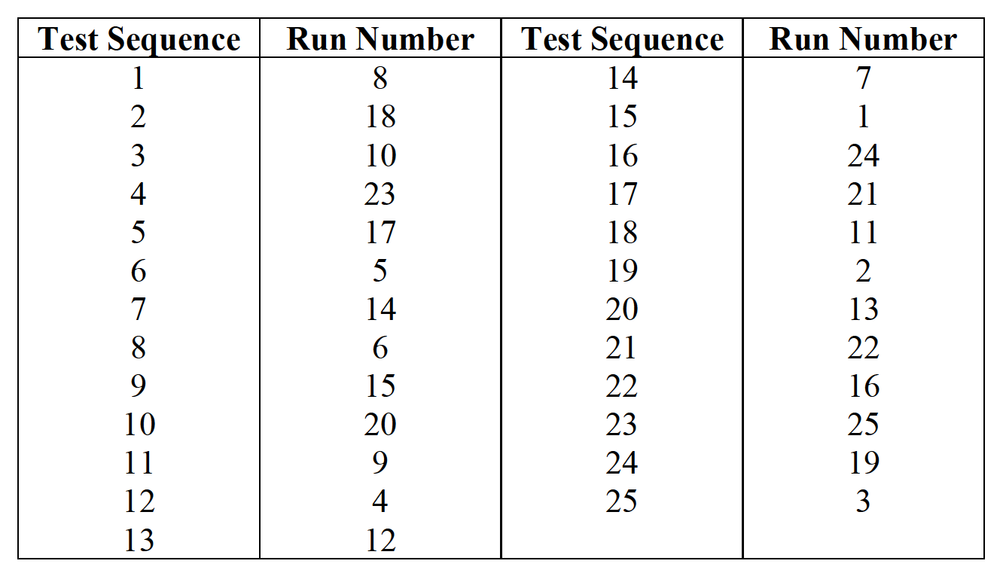 Test Sequence Run Number Test Sequence Run Number
1 8 14 7
2 18 15 1
3 10 16 24
4 23 17 21
5 17 18 11
6 5 19 2
7 14 20 13
8 6 21 22
9 15 22 16
10 20 23 25
11 9 24 19
12 4 25 3
13 12